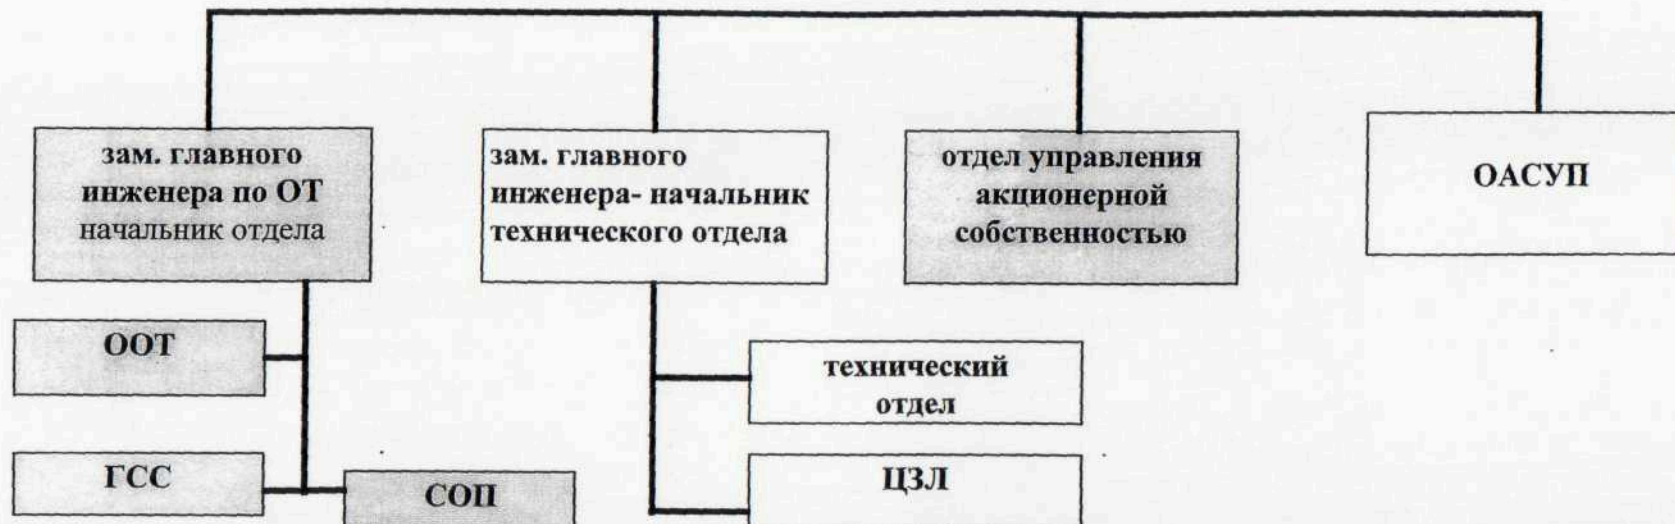 зам. главного
инженера по ОТ
начальник отдела
зам. главного
инженера- начальник
технического отдела
отдел управления
акционерной
собственностью
ОАСУП
ООТ
технический
отдел
ГСС
СОП
ЦЗЛ